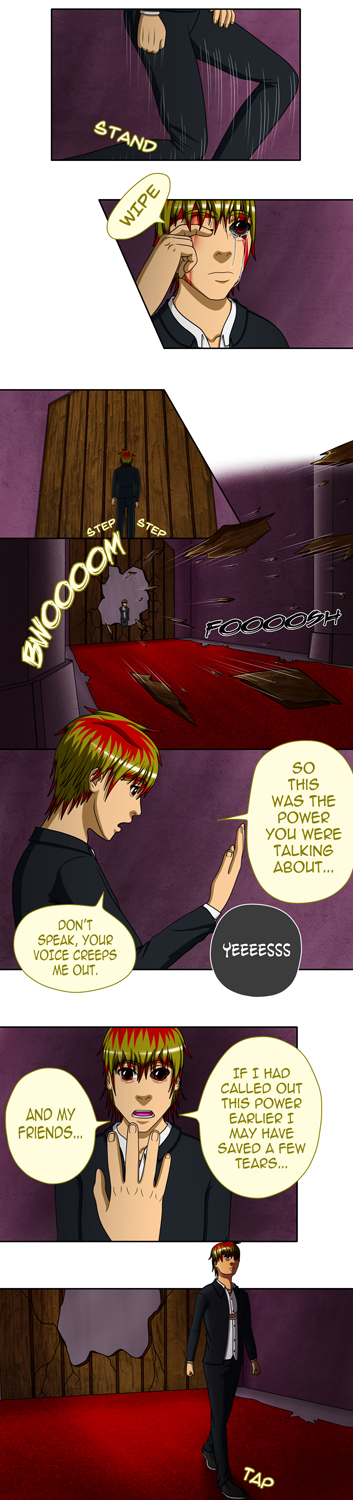 STAND
WIPE
STEP STEP
BWOOOOM
FOOOOSH
SO
THIS
WAS THE
POWER
YOU WERE
TALKING
ABOUT...
DON'T
SPEAK, YOUR
VOICE CREEPS
ME OUT.
YEEEESSS
IF I HAD
CALLED OUT
THIS POWER
EARLIER I
MAY HAVE
SAVED A FEW
TEARS...
AND MY
FRIENDS...
TAP